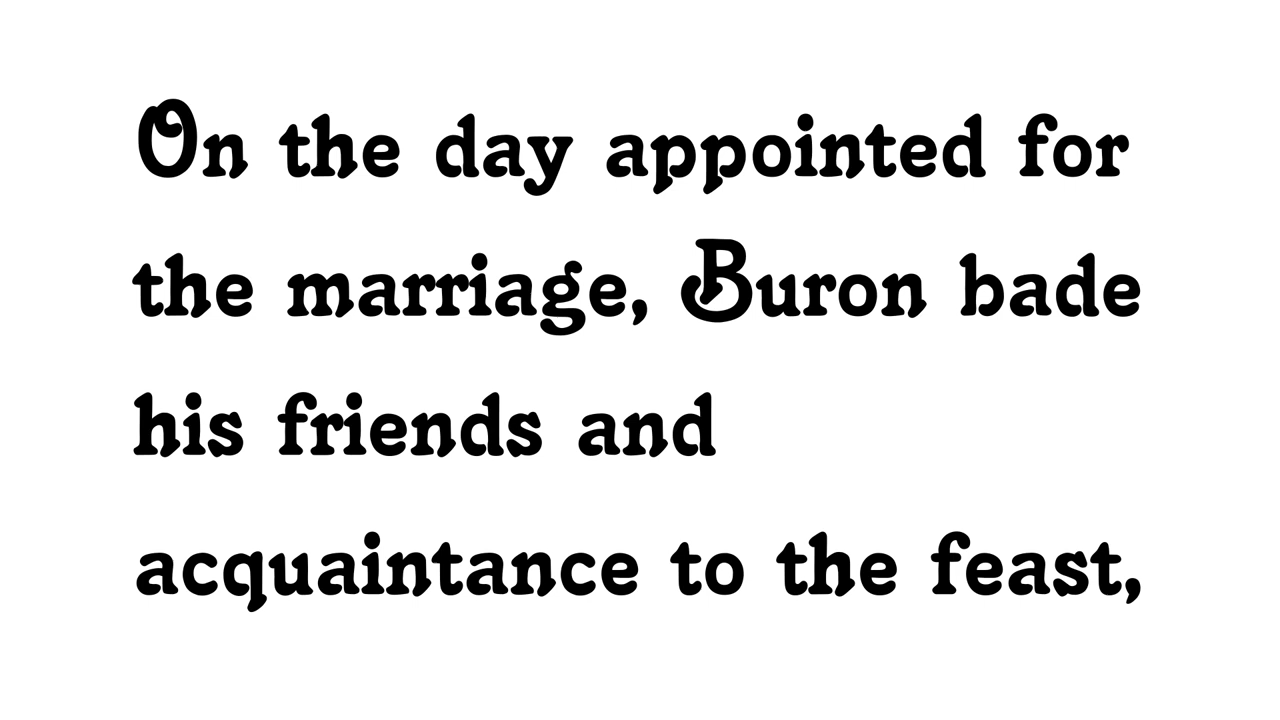 On the day appointed for
the marriage, Buron bade
his friends and
acquaintance to the feast,